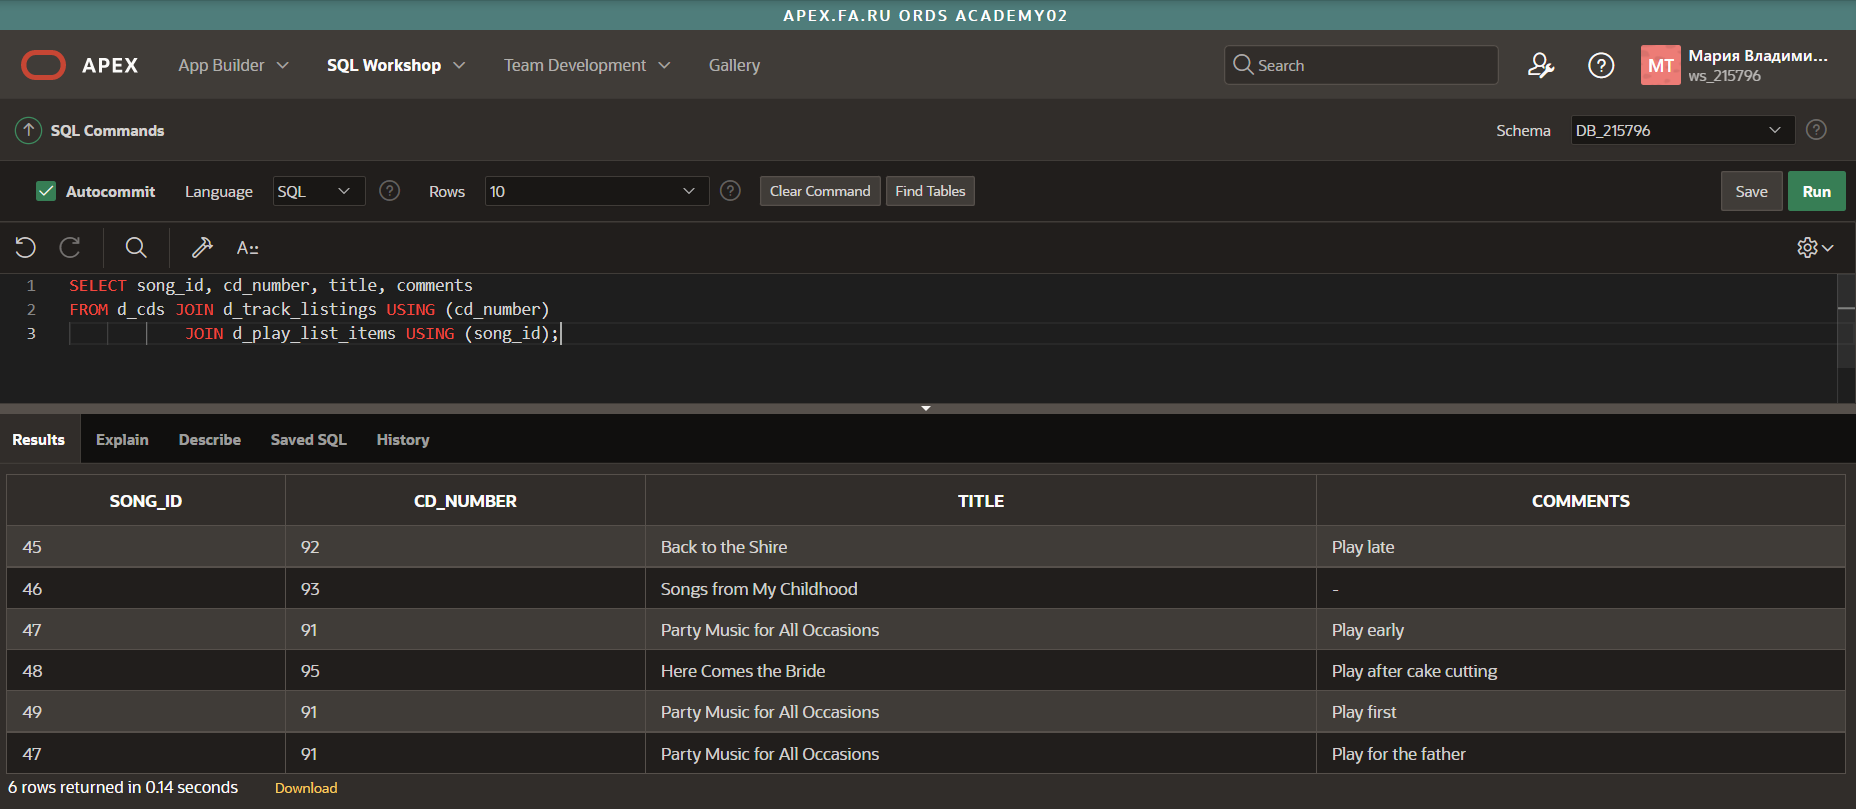 APEX.FA.RU ORDS ACADEMY02
APEX App Builder SQL Workshop Team Development Gallery Search ? MT Мария Владими...
ws_215796
SQL Commands Schema DB_215796 ?
Autocommit Language SQL ? Rows 10 ? Clear Command Find Tables Save Run
A::
1 SELECT song_id, cd_number, title, comments
2 FROM d_cds JOIN d_track_listings USING (cd_number)
3 JOIN d_play_list_items USING (song_id);
Results Explain Describe Saved SQL History
SONG_ID CD_NUMBER TITLE COMMENTS
45 92 Back to the Shire Play late
46 93 Songs from My Childhood -
47 91 Party Music for All Occasions Play early
48 95 Here Comes the Bride Play after cake cutting
49 91 Party Music for All Occasions Play first
47 91 Party Music for All Occasions Play for the father
6 rows returned in 0.14 seconds Download